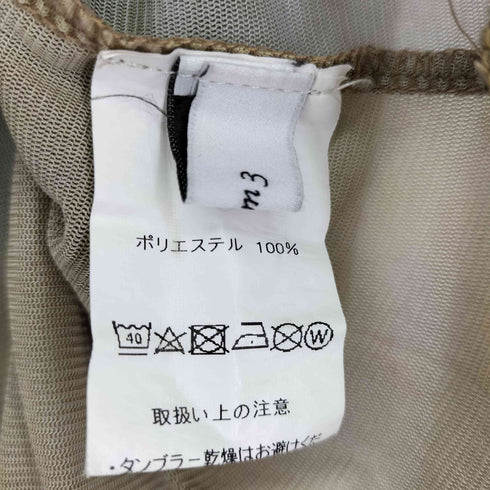 m3
ポリエステル 100%
40 W
取扱い上の注意
・タンブラー乾燥はお避けくだ